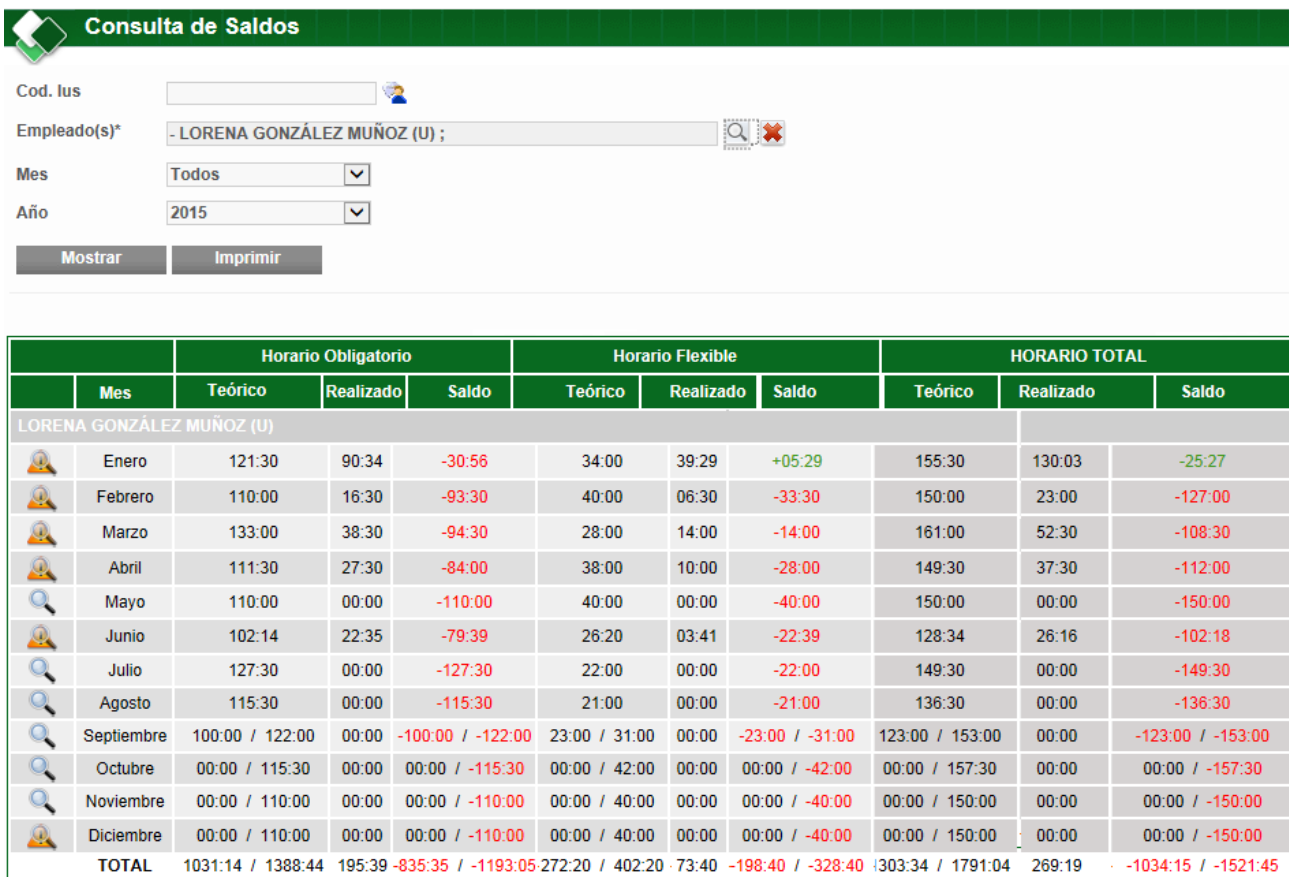 Consulta de Saldos
Cod. Ius
Empleado(s)* - LORENA GONZÁLEZ MUÑOZ (U) ;
Mes Todos
Año 2015
Mostrar Imprimir
Horario Obligatorio Horario Flexible HORARIO TOTAL
Mes Teórico Realizado Saldo Teórico Realizado Saldo Teórico Realizado Saldo
LORENA GONZÁLEZ MUÑOZ (U)
Enero 121:30 90:34 -30:56 34:00 39:29 +05:29 155:30 130:03 -25:27
Febrero 110:00 16:30 -93:30 40:00 06:30 -33:30 150:00 23:00 -127:00
Marzo 133:00 38:30 -94:30 28:00 14:00 -14:00 161:00 52:30 -108:30
Abril 111:30 27:30 -84:00 38:00 10:00 -28:00 149:30 37:30 -112:00
Mayo 110:00 00:00 -110:00 40:00 00:00 -40:00 150:00 00:00 -150:00
Junio 102:14 22:35 -79:39 26:20 03:41 -22:39 128:34 26:16 -102:18
Julio 127:30 00:00 -127:30 22:00 00:00 -22:00 149:30 00:00 -149:30
Agosto 115:30 00:00 -115:30 21:00 00:00 -21:00 136:30 00:00 -136:30
Septiembre 100:00 / 122:00 00:00 -100:00 / -122:00 23:00 / 31:00 00:00 -23:00 / -31:00 123:00 / 153:00 00:00 -123:00 / -153:00
Octubre 00:00 / 115:30 00:00 00:00 / -115:30 00:00 / 42:00 00:00 00:00 / -42:00 00:00 / 157:30 00:00 00:00 / -157:30
Noviembre 00:00 / 110:00 00:00 00:00 / -110:00 00:00 / 40:00 00:00 00:00 / -40:00 00:00 / 150:00 00:00 00:00 / -150:00
Diciembre 00:00 / 110:00 00:00 00:00 / -110:00 00:00 / 40:00 00:00 00:00 / -40:00 00:00 / 150:00 00:00 00:00 / -150:00
TOTAL 1031:14 / 1388:44 195:39 -835:35 / -1193:05 272:20 / 402:20 73:40 -198:40 / -328:40 303:34 / 1791:04 269:19 -1034:15 / -1521:45